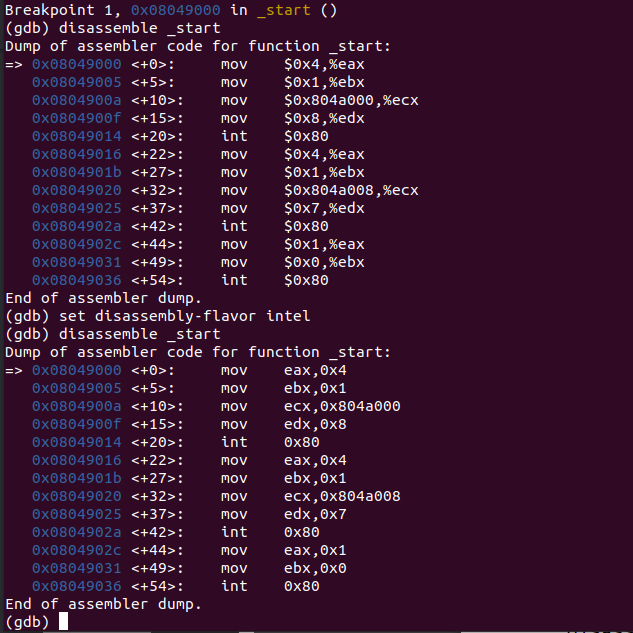 Breakpoint 1, 0x08049000 in _start ()
(gdb) disassemble _start
Dump of assembler code for function _start:
=> 0x08049000 <+0>:     mov    $0x4,%eax
   0x08049005 <+5>:     mov    $0x1,%ebx
   0x0804900a <+10>:    mov    $0x804a000,%ecx
   0x0804900f <+15>:    mov    $0x8,%edx
   0x08049014 <+20>:    int    $0x80
   0x08049016 <+22>:    mov    $0x4,%eax
   0x0804901b <+27>:    mov    $0x1,%ebx
   0x08049020 <+32>:    mov    $0x804a008,%ecx
   0x08049025 <+37>:    mov    $0x7,%edx
   0x0804902a <+42>:    int    $0x80
   0x0804902c <+44>:    mov    $0x1,%eax
   0x08049031 <+49>:    mov    $0x0,%ebx
   0x08049036 <+54>:    int    $0x80
End of assembler dump.
(gdb) set disassembly-flavor intel
(gdb) disassemble _start
Dump of assembler code for function _start:
=> 0x08049000 <+0>:     mov    eax,0x4
   0x08049005 <+5>:     mov    ebx,0x1
   0x0804900a <+10>:    mov    ecx,0x804a000
   0x0804900f <+15>:    mov    edx,0x8
   0x08049014 <+20>:    int    0x80
   0x08049016 <+22>:    mov    eax,0x4
   0x0804901b <+27>:    mov    ebx,0x1
   0x08049020 <+32>:    mov    ecx,0x804a008
   0x08049025 <+37>:    mov    edx,0x7
   0x0804902a <+42>:    int    0x80
   0x0804902c <+44>:    mov    eax,0x1
   0x08049031 <+49>:    mov    ebx,0x0
   0x08049036 <+54>:    int    0x80
End of assembler dump.
(gdb)